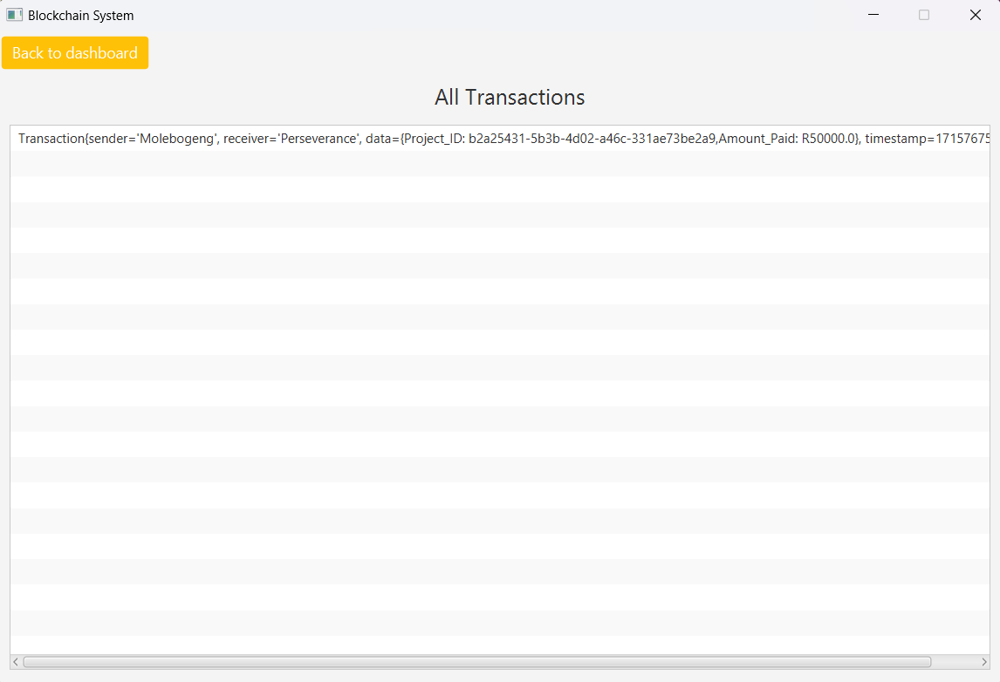 Blockchain System
Back to dashboard
All Transactions
Transaction{sender='Molebogeng', receiver='Perseverance', data={Project_ID: b2a25431-5b3b-4d02-a46c-331ae73be2a9,Amount_Paid: R50000.0}, timestamp=17157675